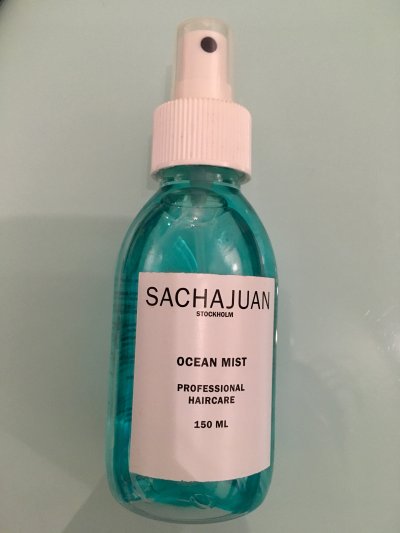 SACHAJUAN
STOCKHOLM
OCEAN MIST
PROFESSIONAL
HAIRCARE
150 ML